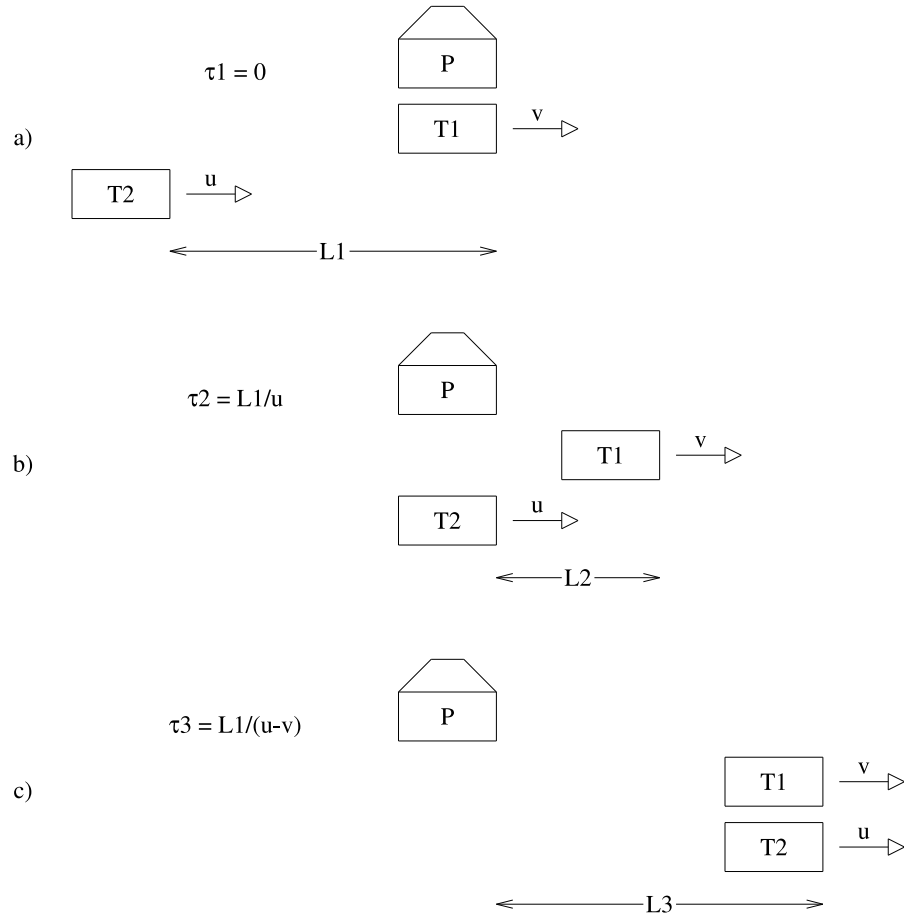 P
τ1 = 0
T1
v
a)
T2
u
L1
P
τ2 = L1/u
T1
v
b)
T2
u
L2
P
τ3 = L1/(u-v)
T1
v
c)
T2
u
L3